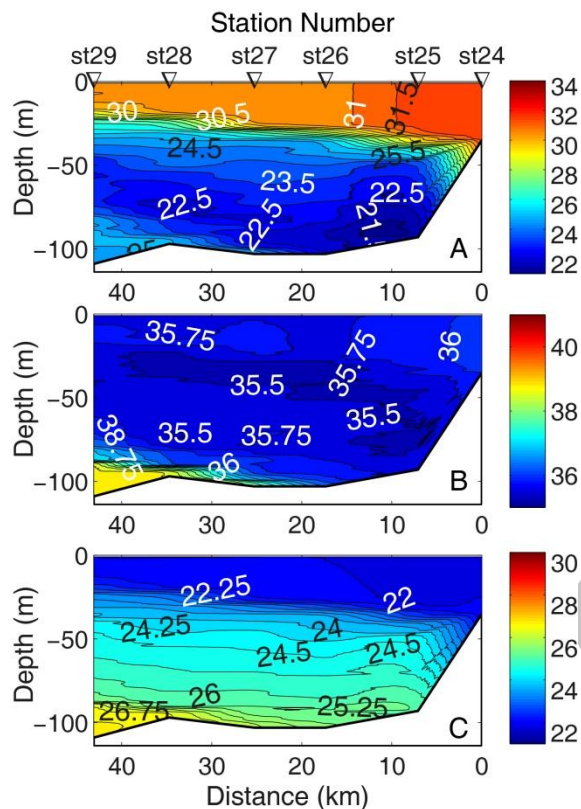 Station Number
st29 st28 st27 st26 st25 st24
0 30 30.5 31 31.5 34
24.5 25.5 32
−50 23.5 30
Depth (m) 22.5 22.5 22.5 28
−100 25 21. A 26
24
22
40 30 20 10 0
0 35.75 35.75 36 40
35.5
−50 35.5 39
Depth (m) 38.75 35.5 35.75 38
−100 36 B 37
36
40 30 20 10 0
0 22.25 22 30
24.25 24 28
−50 24.5 24.5
Depth (m) 26 25.25 26
−100 26.75 C 24
22
40 30 20 10 0
Distance (km)